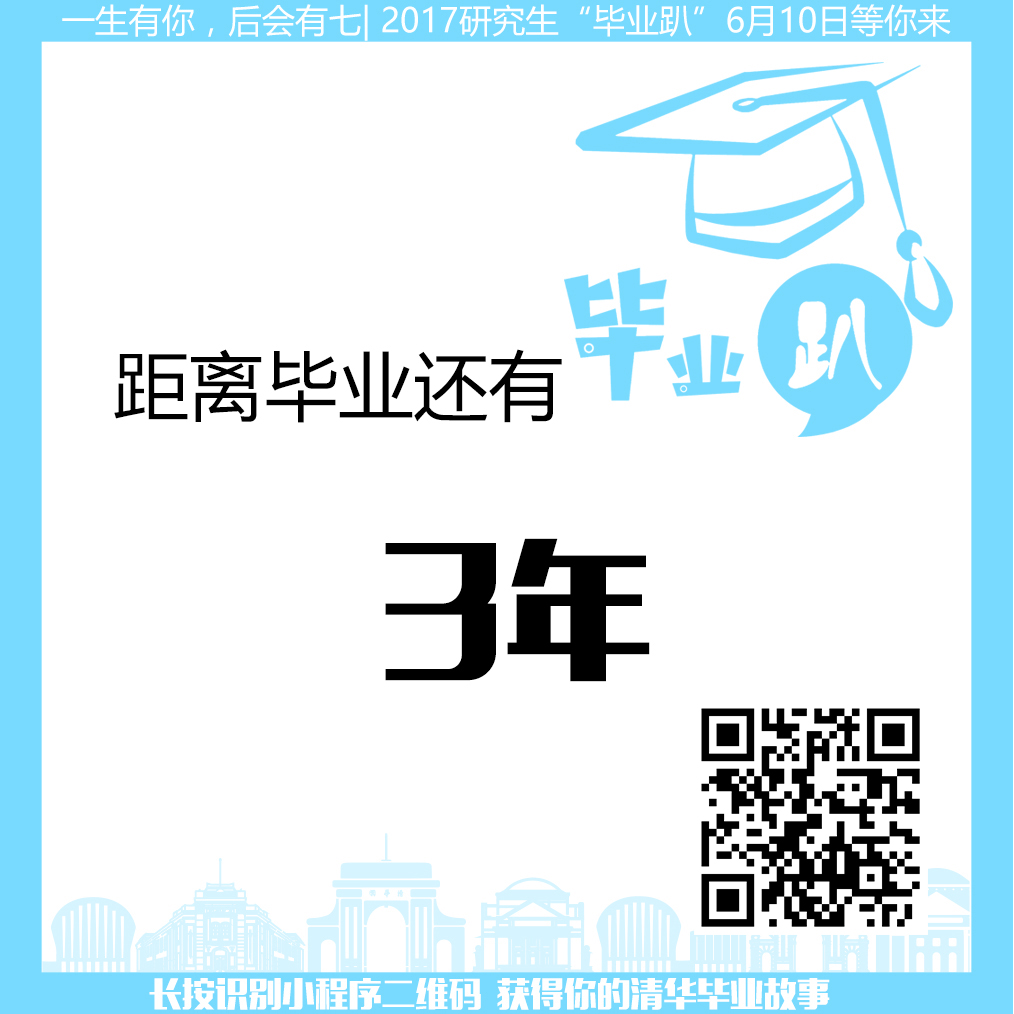 一生有你，后会有七| 2017研究生“毕业趴”6月10日等你来
毕业趴
距离毕业还有
3年
长按识别小程序二维码 获得你的清华毕业故事